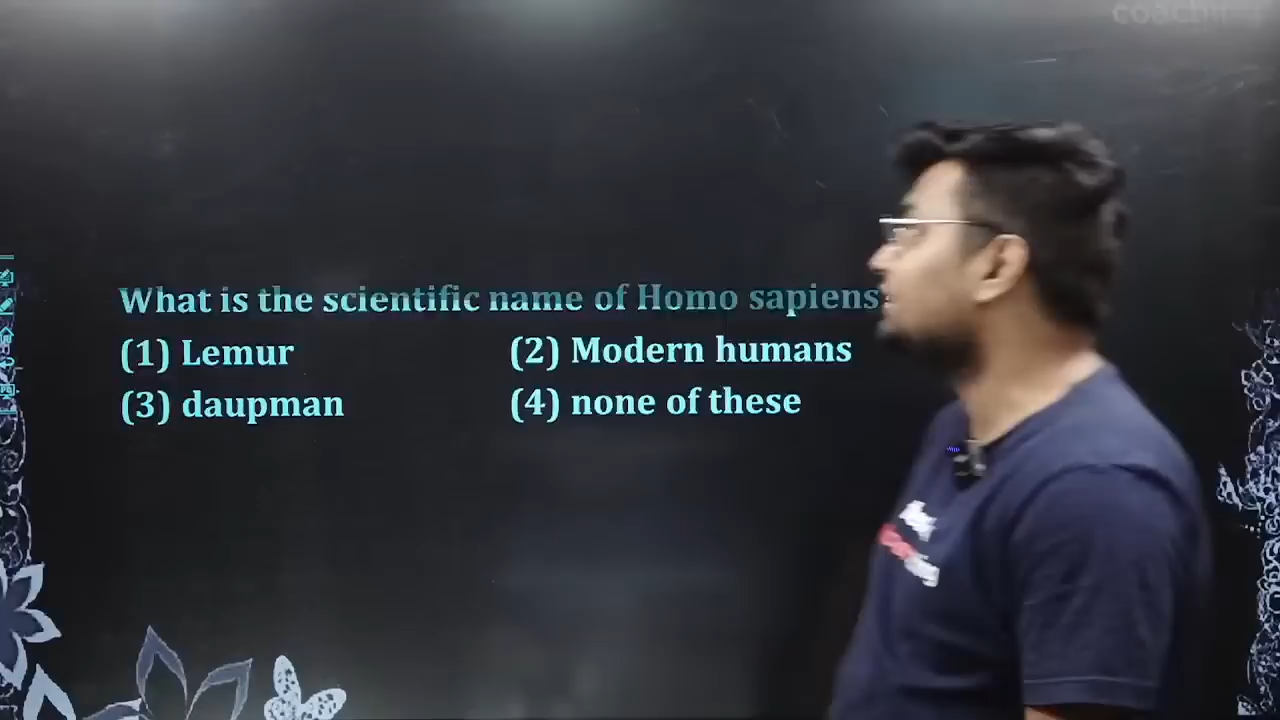 What is the scientific name of Homo sapiens
(1) Lemur (2) Modern humans
(3) daupman (4) none of these